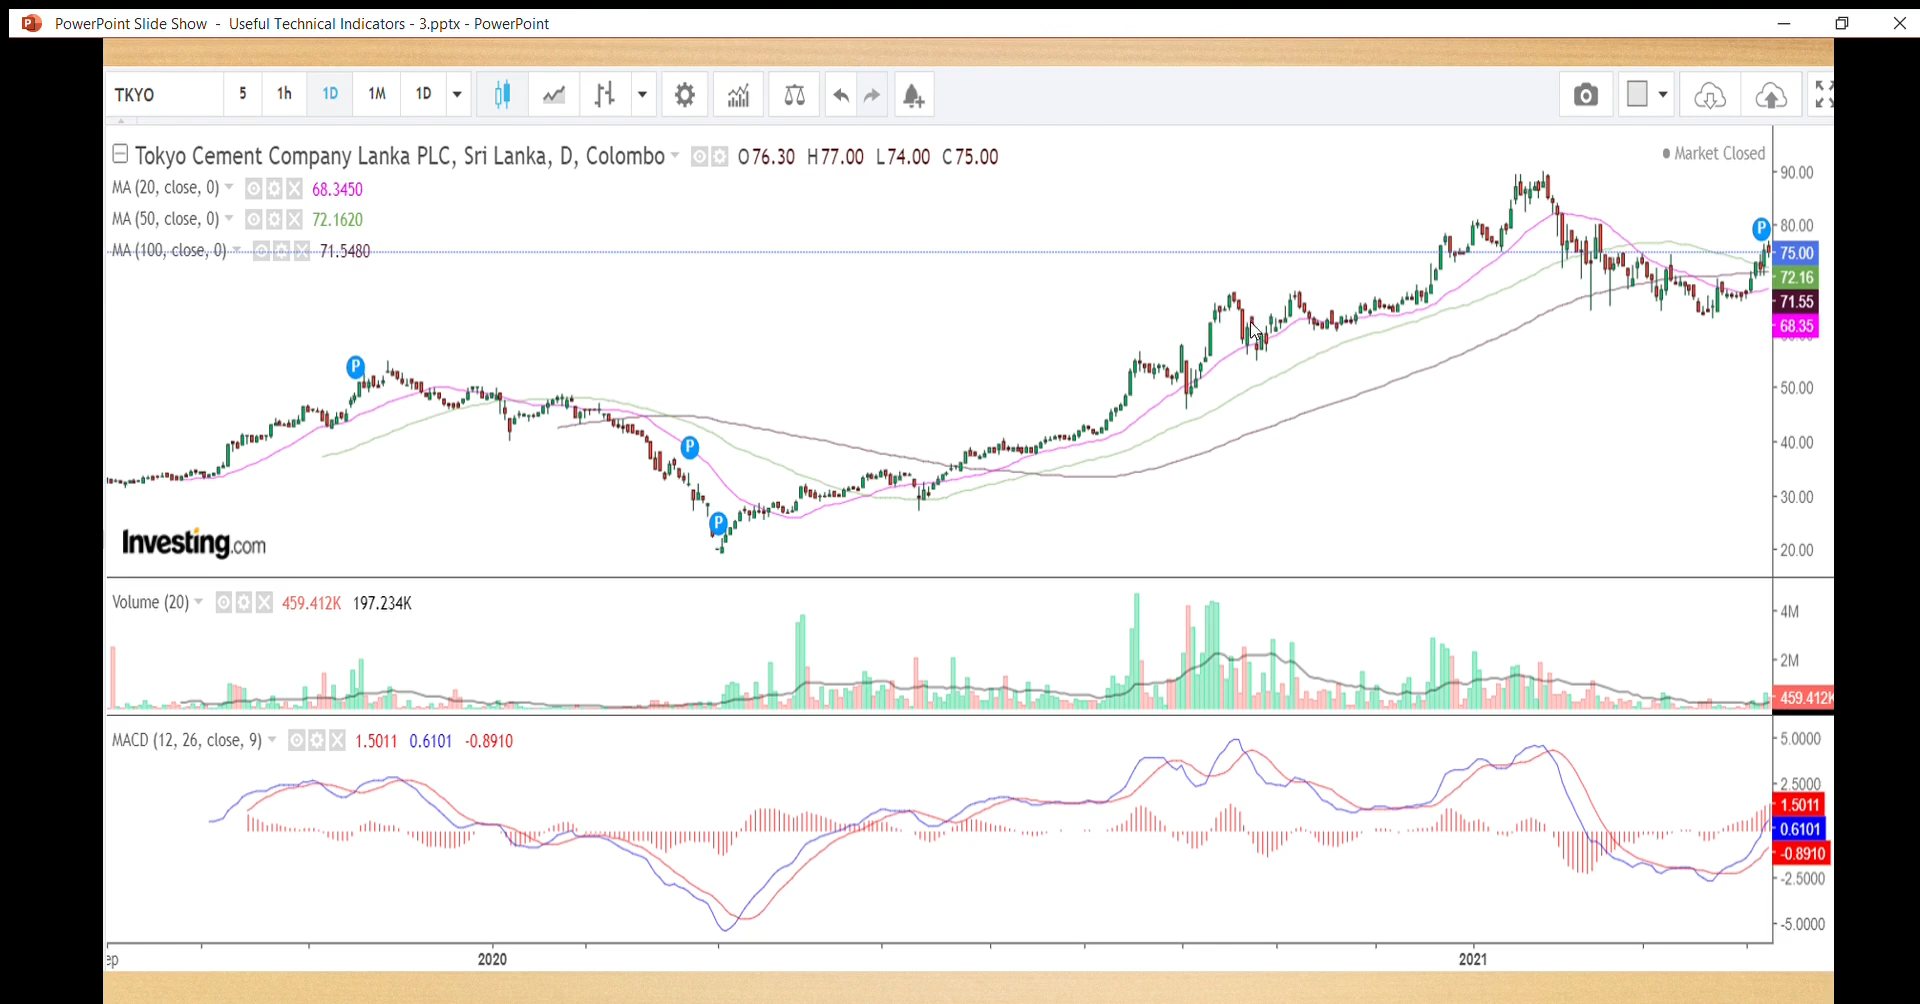 PowerPoint Slide Show - Useful Technical Indicators - 3.pptx - PowerPoint
TKYO 5 1h 1D 1M 1D
Tokyo Cement Company Lanka PLC, Sri Lanka, D, Colombo O76.30 H77.00 L74.00 C75.00
Market Closed
MA (20, close, 0) 68.3450
MA (50, close, 0) 72.1620
MA (100, close, 0) 71.5480
90.00
80.00
75.00
72.16
71.55
68.35
50.00
40.00
30.00
20.00
P
P
P
P
Investing.com
Volume (20) 459.412K 197.234K
4M
2M
459.412K
MACD (12, 26, close, 9) 1.5011 0.6101 -0.8910
5.0000
2.5000
1.5011
0.6101
-0.8910
-2.5000
-5.0000
ep 2020 2021